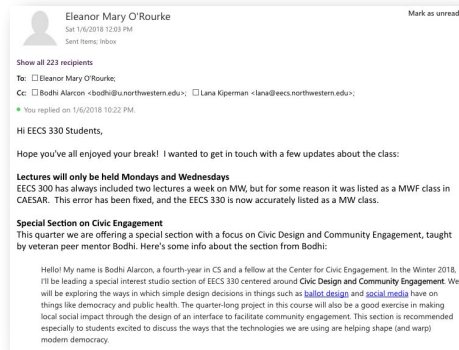 Eleanor Mary O'Rourke
Mark as unread
Sat 1/6/2018 12:03 PM
Sent Items; Inbox
Show all 223 recipients
To: Eleanor Mary O'Rourke;
Cc: Bodhi Alarcon <bodhi@u.northwestern.edu>; Lana Kiperman <lana@eecs.northwestern.edu>;
You replied on 1/6/2018 10:22 PM.
Hi EECS 330 Students,
Hope you've all enjoyed your break! I wanted to get in touch with a few updates about the class:
Lectures will only be held Mondays and Wednesdays
EECS 300 has always included two lectures a week on MW, but for some reason it was listed as a MWF class in
CAESAR. This error has been fixed, and the EECS 330 is now accurately listed as a MW class.
Special Section on Civic Engagement
This quarter we are offering a special section with a focus on Civic Design and Community Engagement, taught
by veteran peer mentor Bodhi. Here's some info about the section from Bodhi:
Hello! My name is Bodhi Alarcon, a fourth-year in CS and a fellow at the Center for Civic Engagement. In the Winter 2018,
I'll be leading a special interest studio section of EECS 330 centered around Civic Design and Community Engagement. We
will be exploring the ways in which simple design decisions in things such as ballot design and social media have on
things like democracy and public health. The quarter-long project in this course will also be a good exercise in making
local social impact through the design of an interface to facilitate community engagement. This section is recommended
especially to students excited to discuss the ways that the technologies we are using are helping shape (and warp)
modern democracy.